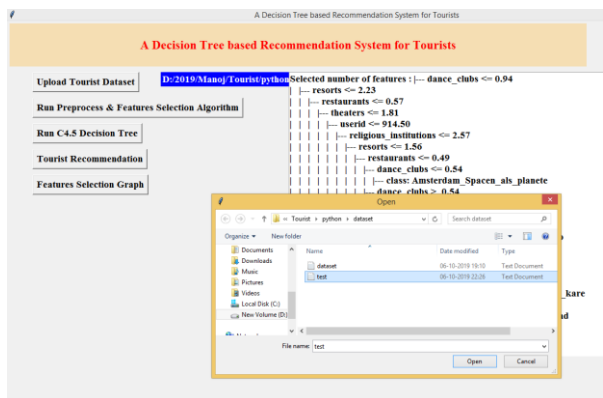 A Decision Tree based Recommendation System for Tourists
A Decision Tree based Recommendation System for Tourists
Upload Tourist Dataset
D:/2019/Manoj/Tourist/python
Run Preprocess & Features Selection Algorithm
Run C4.5 Decision Tree
Tourist Recommendation
Features Selection Graph
Selected number of features : |--- dance_clubs <= 0.94
| |--- resorts <= 2.23
| | |--- restaurants <= 0.57
| | | |--- theaters <= 1.81
| | | | |--- userid <= 914.50
| | | | | |--- religious_institutions <= 2.57
| | | | | | |--- resorts <= 1.56
| | | | | | | |--- restaurants <= 0.49
| | | | | | | | |--- dance_clubs <= 0.54
| | | | | | | | | |--- class: Amsterdam_Spacen_als_planete
| | | | | | | | |--- dance_clubs > 0.54
_kare
Open
« Tourist › python › dataset
Search dataset
Organize
New folder
Documents
Downloads
Music
Pictures
Videos
Local Disk (C:)
New Volume (D:)
Name
Date modified
Type
dataset
06-10-2019 19:10
Text Document
test
06-10-2019 22:26
Text Document
File name:
test
Open
Cancel